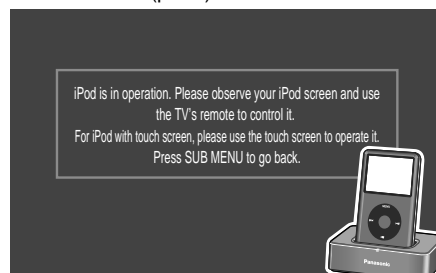 iPod is in operation. Please observe your iPod screen and use
the TV's remote to control it.
For iPod with touch screen, please use the touch screen to operate it.
Press SUB MENU to go back.
MENU
Panasonic